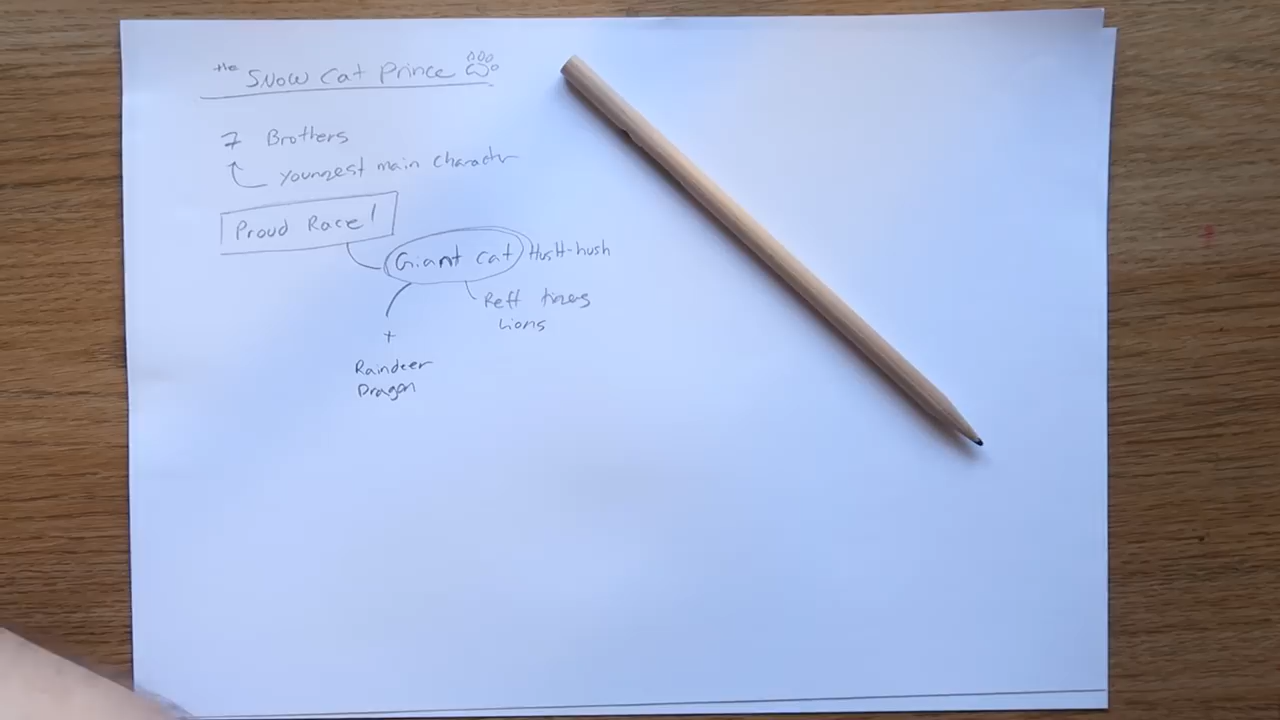 the Snow Cat Prince
7 Brothers
youngest main character
Proud Race!
Giant cat Hush-hush
Reff tigers
Lions
+
Raindeer
Dragon